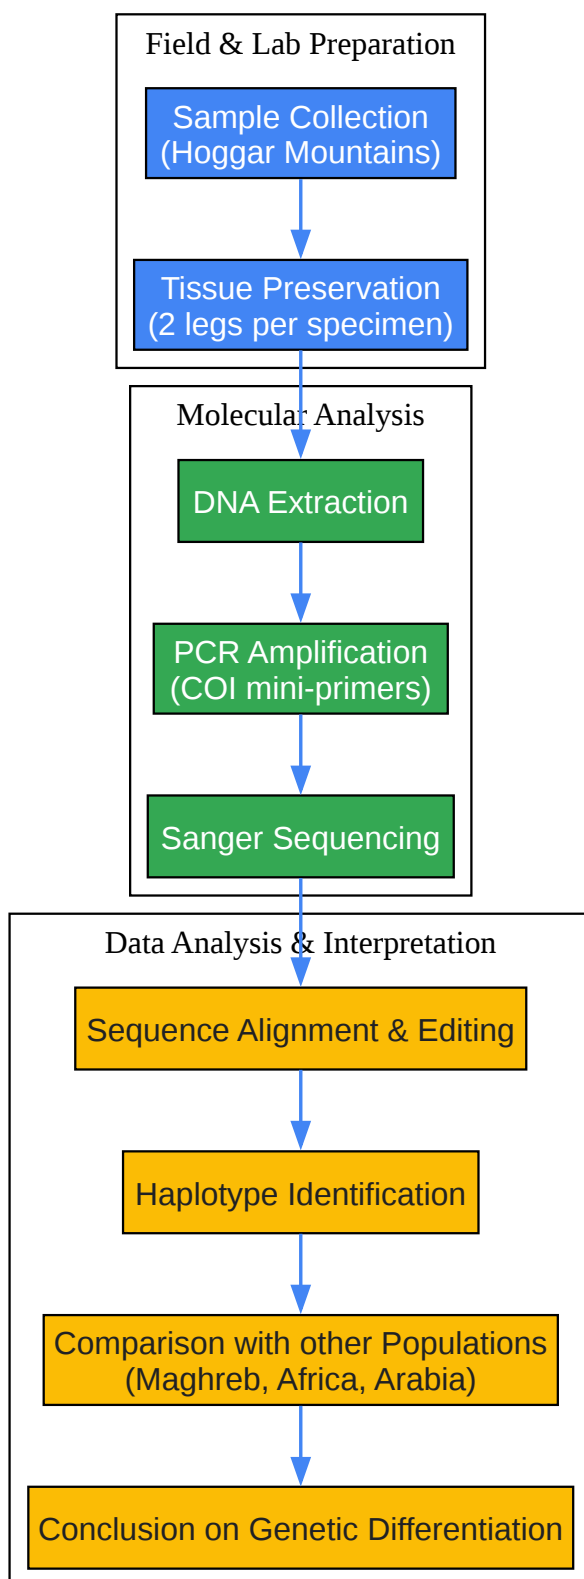 Field & Lab Preparation
Sample Collection
(Hoggar Mountains)
Tissue Preservation
(2 legs per specimen)
Molecular Analysis
DNA Extraction
PCR Amplification
(COI mini-primers)
Sanger Sequencing
Data Analysis & Interpretation
Sequence Alignment & Editing
Haplotype Identification
Comparison with other Populations
(Maghreb, Africa, Arabia)
Conclusion on Genetic Differentiation